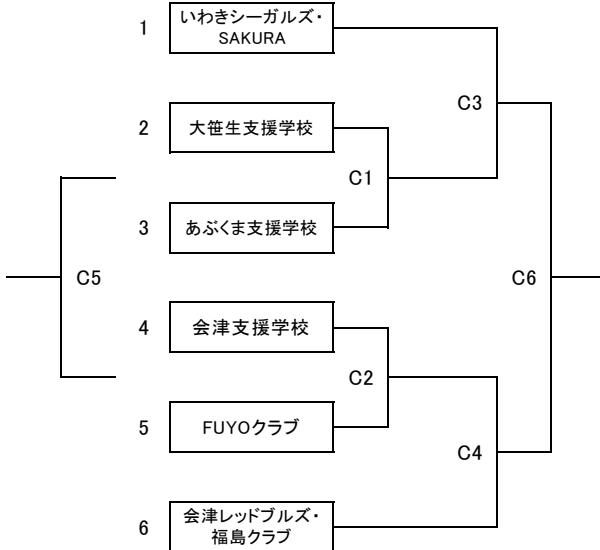 1
いわきシーガルズ・
SAKURA
C3
2
大笹生支援学校
C1
3
あぶくま支援学校
C5
C6
4
会津支援学校
C2
5
FUYOクラブ
C4
6
会津レッドブルズ・
福島クラブ